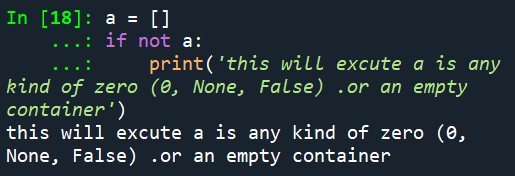 In [18]: a = []
    ...: if not a:
    ...:     print('this will excute a is any
kind of zero (0, None, False) .or an empty
container')
this will excute a is any kind of zero (0,
None, False) .or an empty container